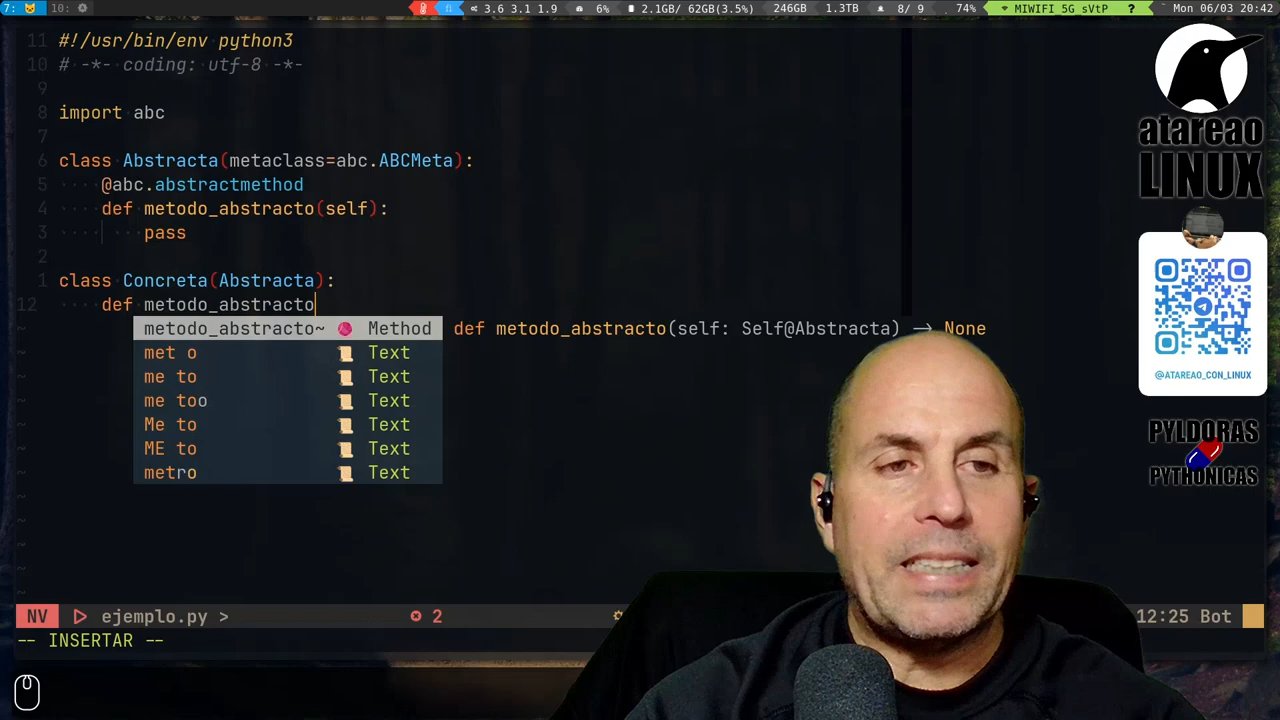 7: 10: 3.6 3.1 1.9 6% 2.1GB/ 62GB(3.5%) 246GB 1.3TB 8/ 9 74% MIWIFI_5G_sVtP ? Mon 06/03 20:42
11 #!/usr/bin/env python3
10 # -*- coding: utf-8 -*-
9
8 import abc
7
6 class Abstracta(metaclass=abc.ABCMeta):
5 @abc.abstractmethod
4 def metodo_abstracto(self):
3 pass
2
1 class Concreta(Abstracta):
12 def metodo_abstracto
metodo_abstracto~ Method def metodo_abstracto(self: Self@Abstracta) → None
met o Text
me to Text
me too Text
Me to Text
ME to Text
metro Text
NV ejemplo.py > 2 12:25 Bot
-- INSERTAR --
atareao
LINUX
@ATAREAO_CON_LINUX
PYLDORAS
PYTHONICAS